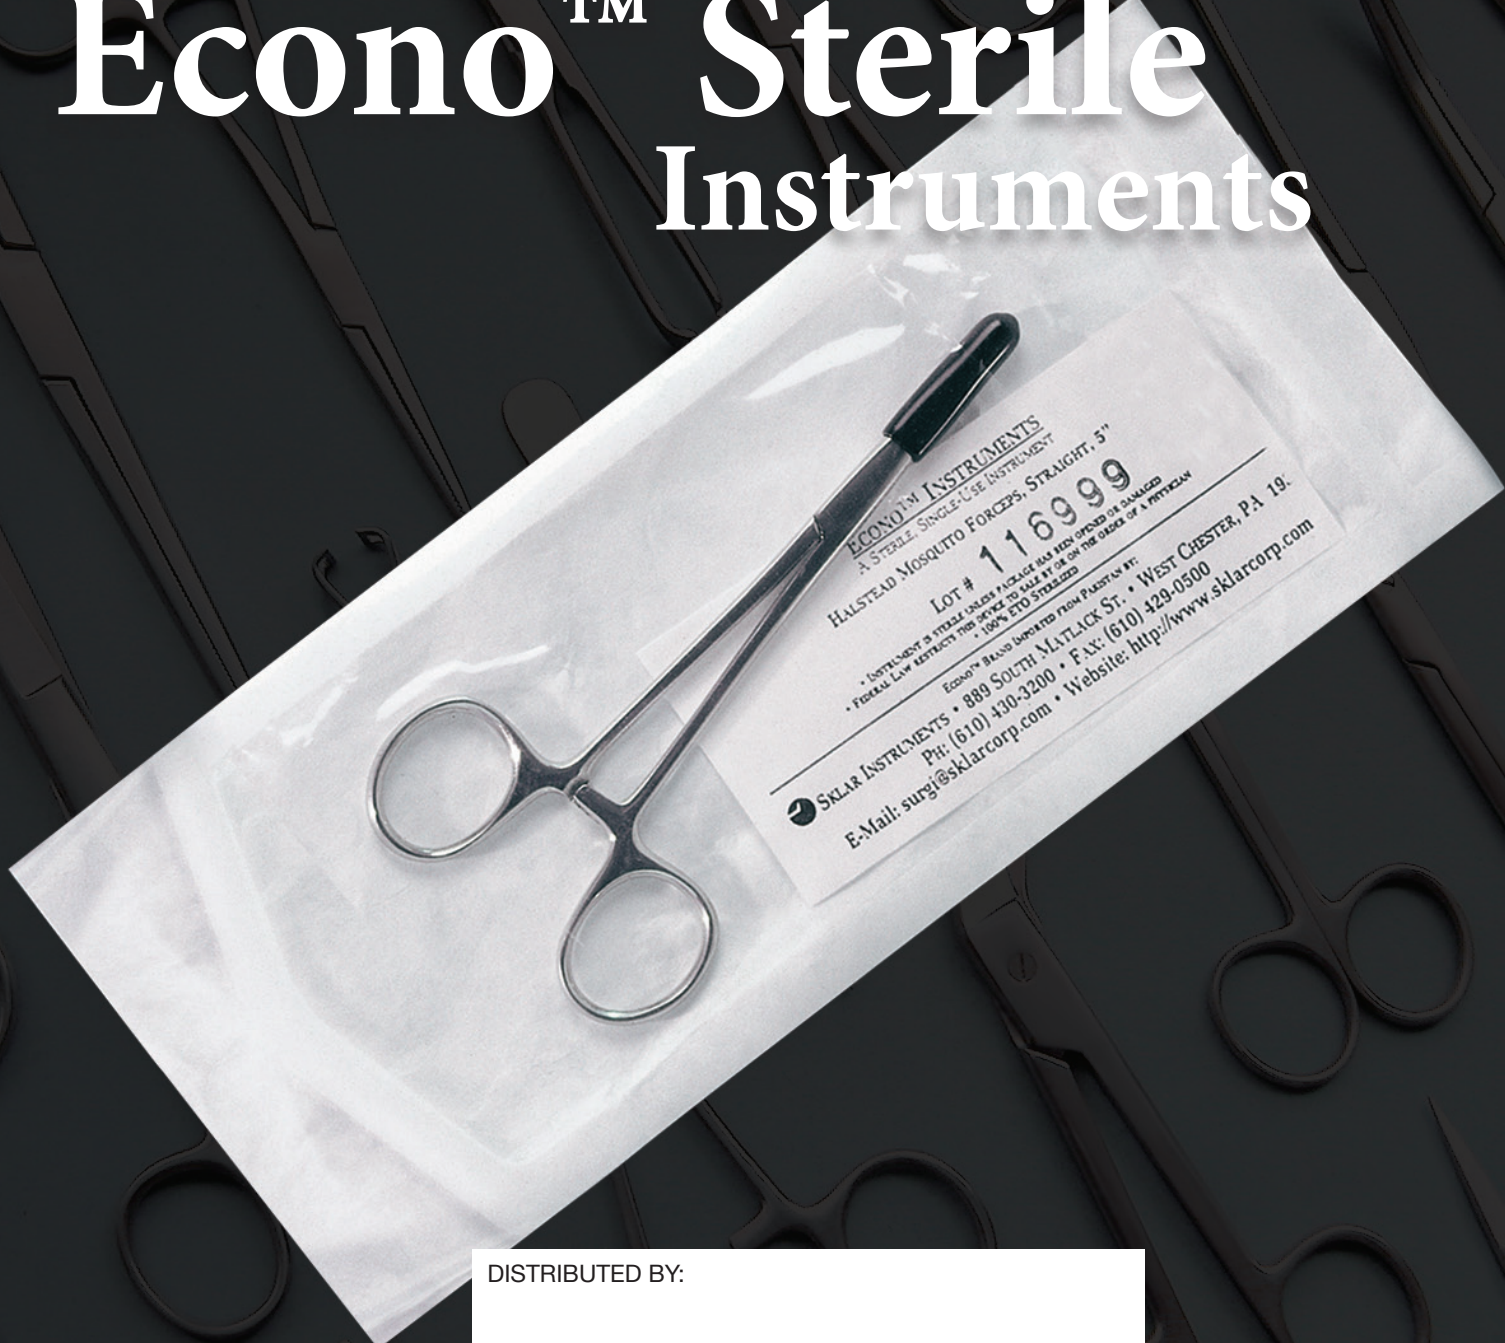 Econo™ Sterile
Instruments
ECONO™ INSTRUMENTS
A STERILE, SINGLE-USE INSTRUMENT
HALSTEAD MOSQUITO FORCEPS, STRAIGHT, 5"
LOT # 116999
• INSTRUMENT IS STERILE UNLESS PACKAGE HAS BEEN OPENED OR DAMAGED
• FEDERAL LAW RESTRICTS THIS DEVICE TO SALE BY OR ON THE ORDER OF A PHYSICIAN
• 100% ETO STERILIZED
ECONO™ BRAND IMPORTED FROM PAKISTAN BY:
SKLAR INSTRUMENTS • 889 SOUTH MATLACK ST. • WEST CHESTER, PA 19
PH: (610) 430-3200 • FAX: (610) 429-0500
E-Mail: surgi@sklarcorp.com • Website: http://www.sklarcorp.com
DISTRIBUTED BY: